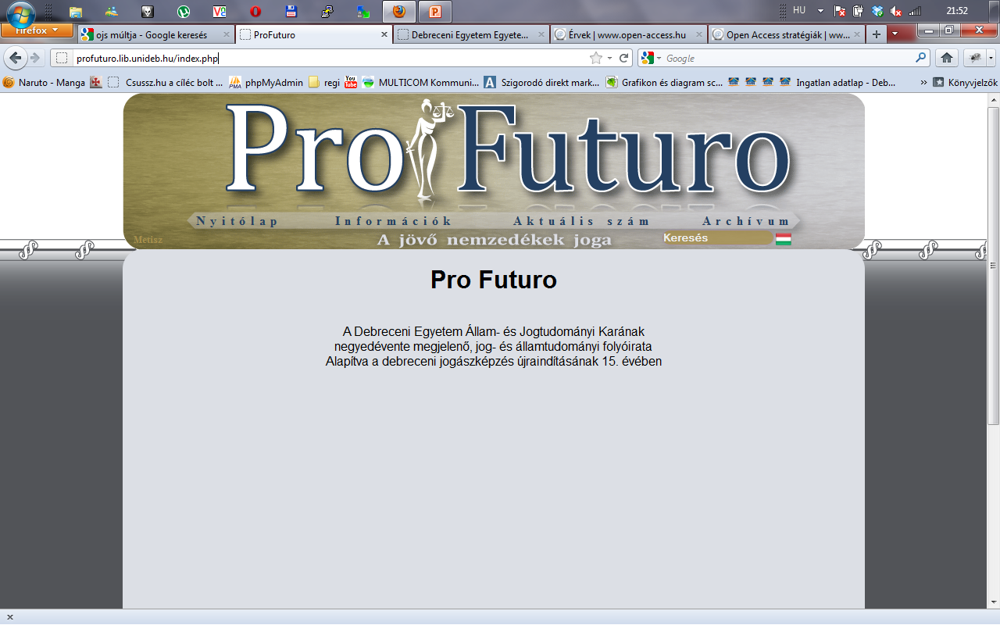 HU
21:52
Firefox
ojs múltja - Google keresés
ProFuturo
Debreceni Egyetem Egyete...
Érvek | www.open-access.hu
Open Access stratégiák | ww...
profuturo.lib.unideb.hu/index.php
Google
Naruto - Manga
Csussz.hu a cíléc bolt ...
phpMyAdmin
regi
You Tube
MULTICOM Kommuni...
Szigorodó direkt mark...
Grafikon és diagram sc...
Ingatlan adatlap - Deb...
»
Könyvjelzők
Pro Futuro
Nyitólap
Információk
Aktuális szám
Archívum
Metisz
A jövő nemzedékek joga
Keresés
Pro Futuro
A Debreceni Egyetem Állam- és Jogtudományi Karának
negyedévente megjelenő, jog- és államtudományi folyóirata
Alapítva a debreceni jogászképzés újraindításának 15. évében